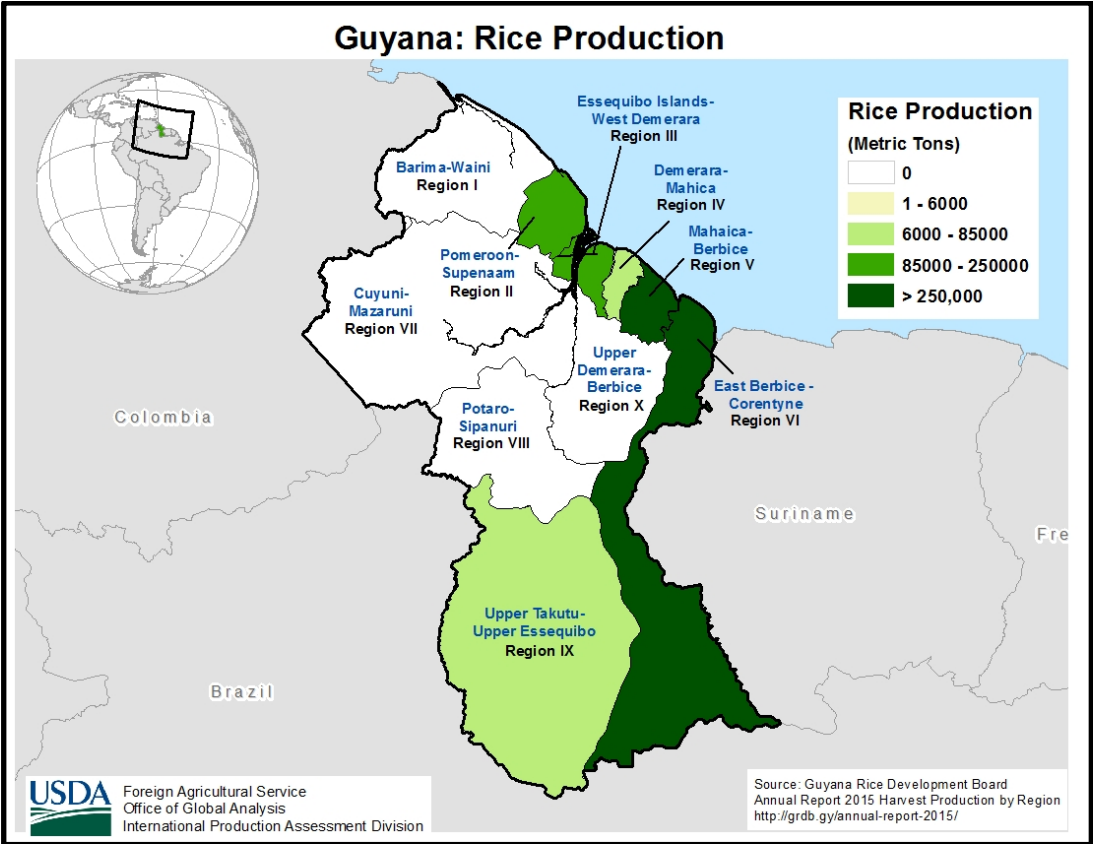 Guyana: Rice Production
Essequibo Islands-
West Demerara
Region III
Rice Production
(Metric Tons)
0
1 - 6000
6000 - 85000
85000 - 250000
> 250,000
Barima-Waini
Region I
Demerara-
Mahica
Region IV
Mahaica-
Berbice
Region V
Pomeroon-
Supenaam
Region II
Cuyuni-
Mazaruni
Region VII
Upper
Demerara-
Berbice
Region X
East Berbice -
Corentyne
Region VI
Potaro-
Sipanuri
Region VIII
Colombia
Suriname
Fre
Upper Takutu-
Upper Essequibo
Region IX
Brazil
USDA
Foreign Agricultural Service
Office of Global Analysis
International Production Assessment Division
Source: Guyana Rice Development Board
Annual Report 2015 Harvest Production by Region
http://grdb.gy/annual-report-2015/